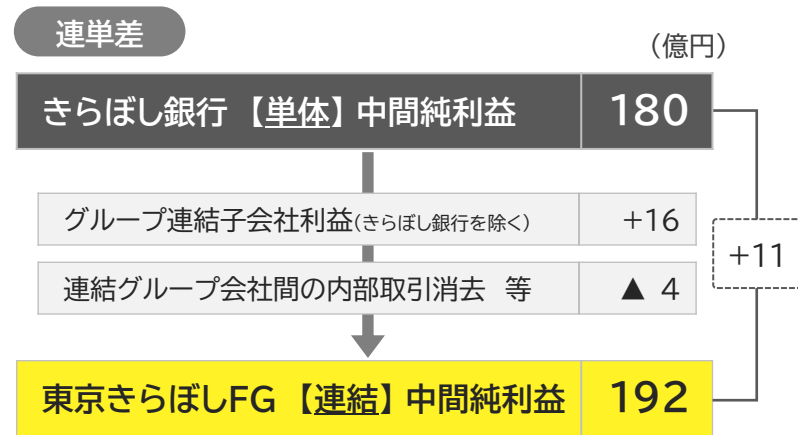 連単差
（億円）
きらぼし銀行 【単体】 中間純利益 180
グループ連結子会社利益(きらぼし銀行を除く) +16
+11
連結グループ会社間の内部取引消去 等 ▲ 4
東京きらぼしFG 【連結】 中間純利益 192